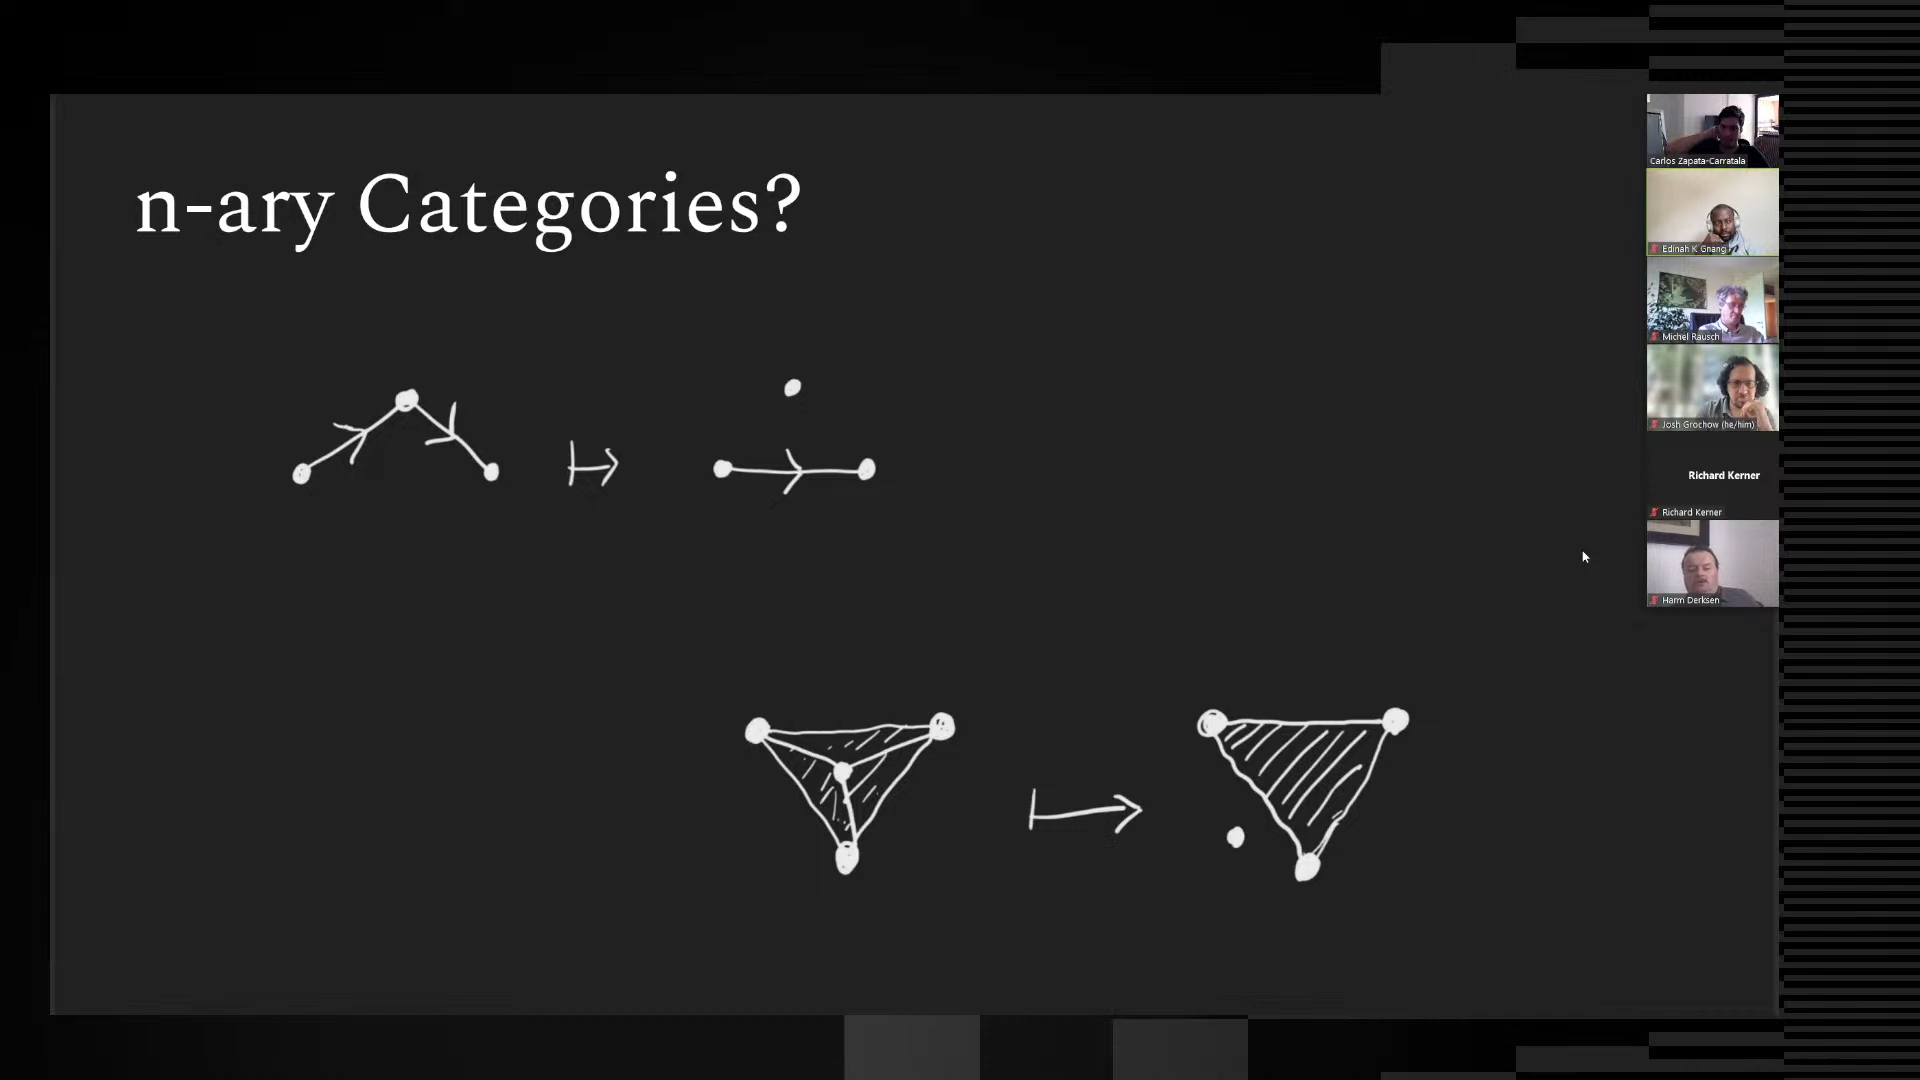 n-ary Categories?
Carlos Zapata-Carratala
Edinah K Gnang
Michel Rausch
Josh Grochow (he/him)
Richard Kerner
Richard Kerner
Harm Derksen